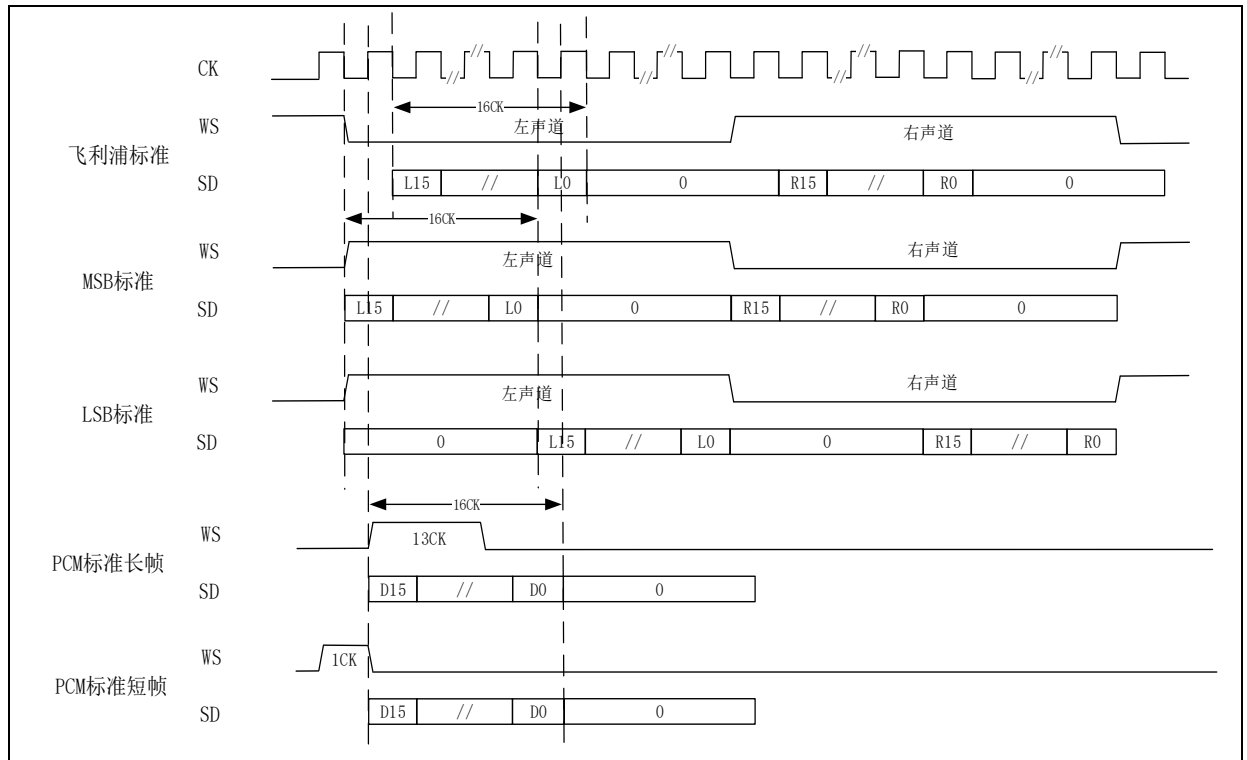 CK
16CK
WS 左声道 右声道
飞利浦标准
SD L15 // L0 0 R15 // R0 0
16CK
WS 左声道 右声道
MSB标准
SD L15 // L0 0 R15 // R0 0
WS 左声道 右声道
LSB标准
SD 0 L15 // L0 0 R15 // R0
16CK
WS 13CK
PCM标准长帧
SD D15 // D0 0
WS 1CK
PCM标准短帧
SD D15 // D0 0